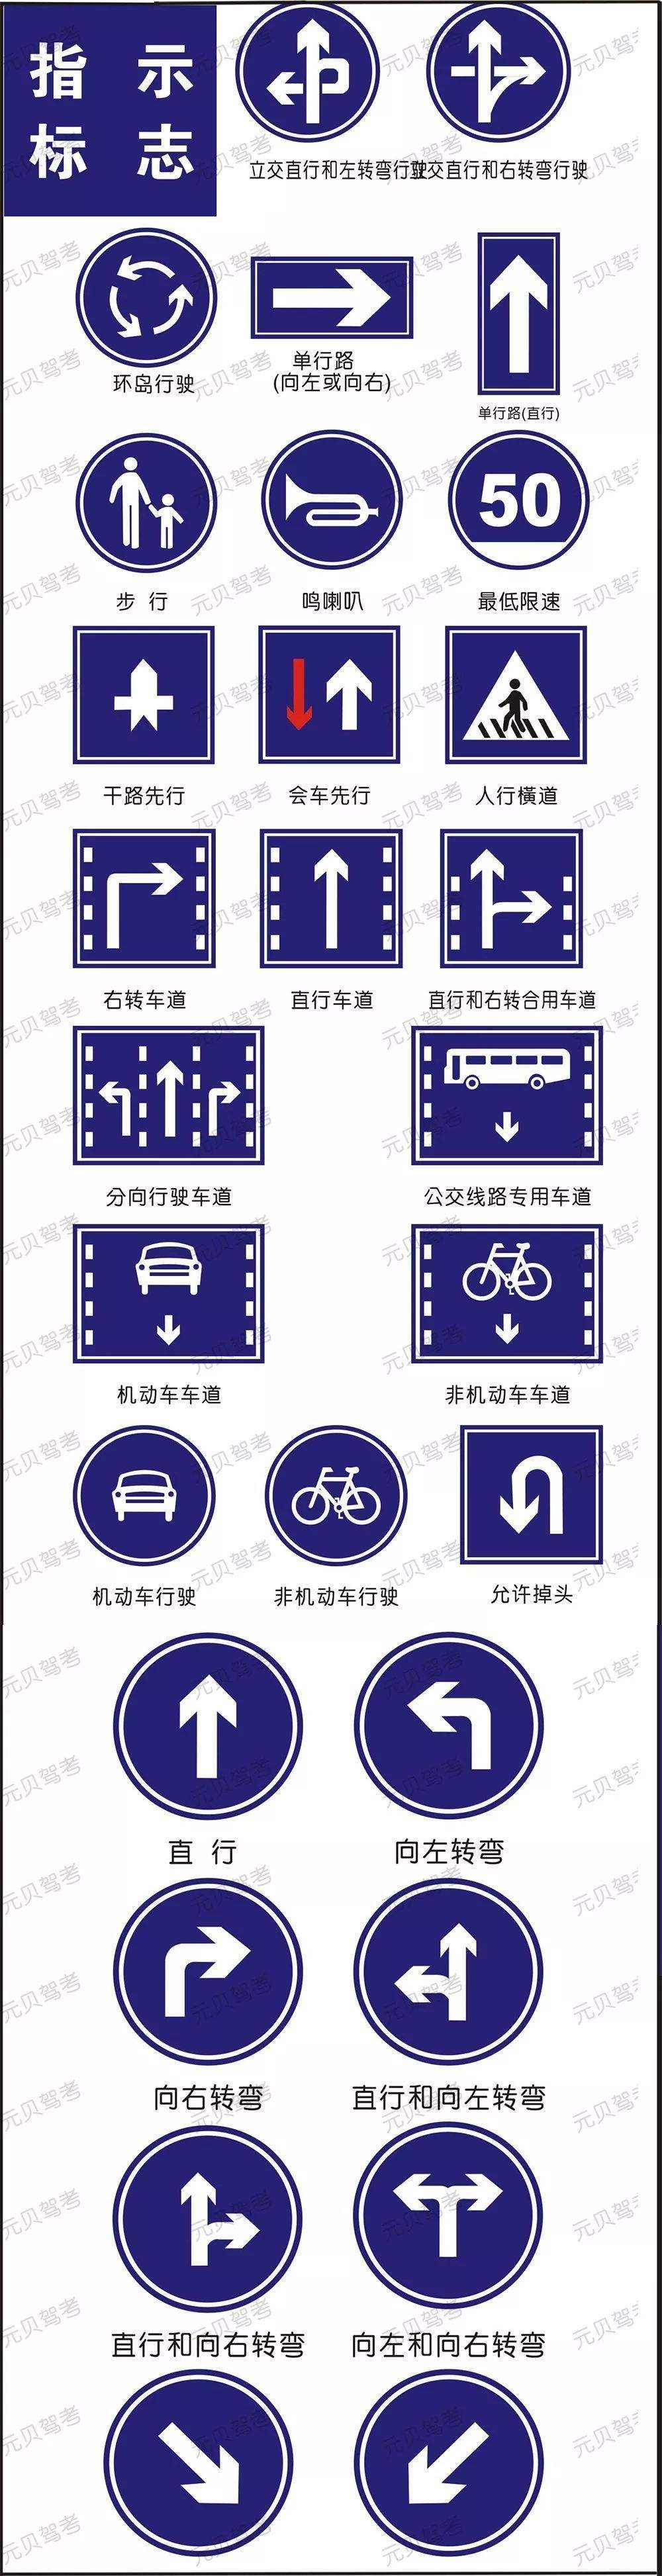 指 示
标 志
立交直行和左转弯行驶
立交直行和右转弯行驶
环岛行驶
单行路
(向左或向右)
单行路(直行)
步 行
鸣喇叭
50
最低限速
干路先行
会车先行
人行横道
右转车道
直行车道
直行和右转合用车道
分向行驶车道
公交线路专用车道
机动车车道
非机动车车道
机动车行驶
非机动车行驶
允许掉头
直 行
向左转弯
向右转弯
直行和向左转弯
直行和向右转弯
向左和向右转弯
元贝驾考